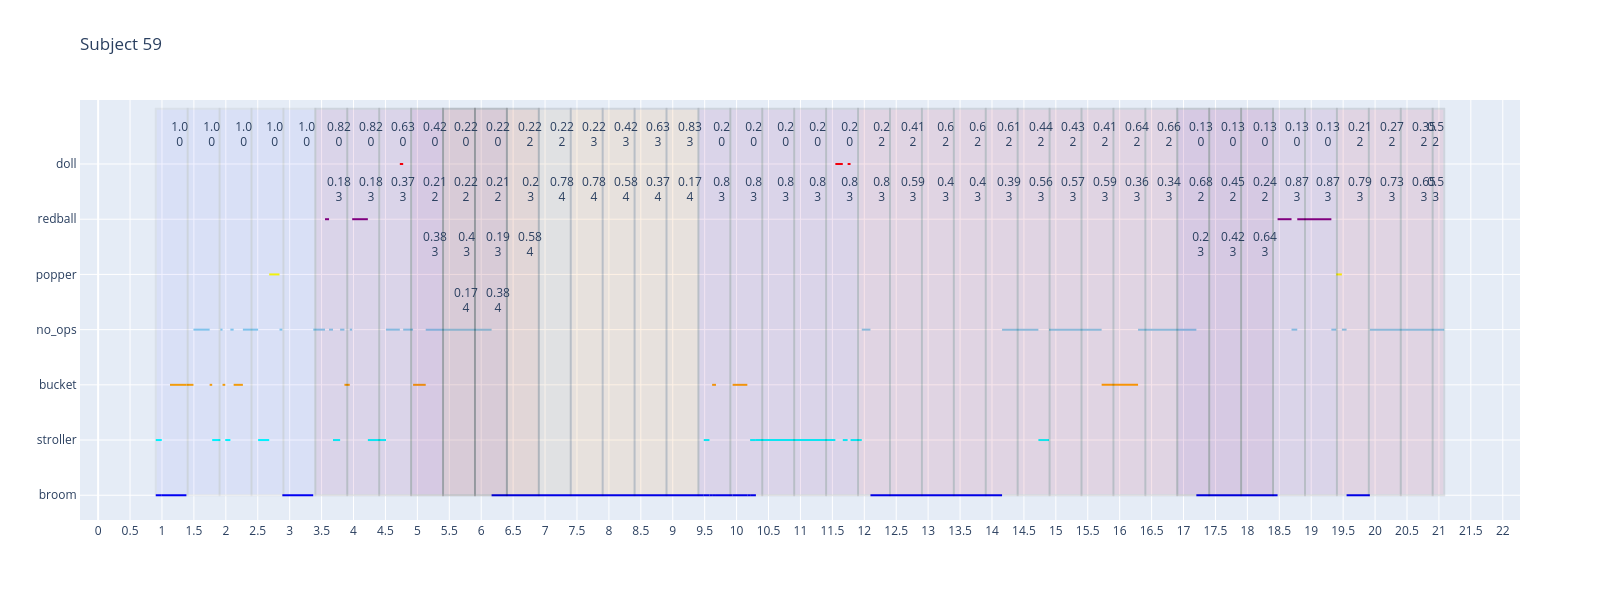 Subject 59
1.0 1.0 1.0 1.0 1.0 0.82 0.82 0.63 0.42 0.22 0.22 0.22 0.22 0.22 0.42 0.63 0.83 0.2 0.2 0.2 0.2 0.2 0.2 0.41 0.6 0.6 0.61 0.44 0.43 0.41 0.64 0.66 0.13 0.13 0.13 0.13 0.13 0.21 0.27 0.35 0.5
0 0 0 0 0 0 0 0 0 0 0 2 2 3 3 3 3 0 0 0 0 0 2 2 2 2 2 2 2 2 2 2 0 0 0 0 0 2 2 2 2
doll
0.18 0.18 0.37 0.21 0.22 0.21 0.2 0.78 0.78 0.58 0.37 0.17 0.8 0.8 0.8 0.8 0.8 0.8 0.59 0.4 0.4 0.39 0.56 0.57 0.59 0.36 0.34 0.68 0.45 0.24 0.87 0.87 0.79 0.73 0.65 0.5
3 3 3 2 2 2 3 4 4 4 4 4 3 3 3 3 3 3 3 3 3 3 3 3 3 3 3 2 2 2 3 3 3 3 3 3
redball
0.38 0.4 0.19 0.58 0.2 0.42 0.64
3 3 3 4 3 3 3
popper
0.17 0.38
4 4
no_ops
bucket
stroller
broom
0 0.5 1 1.5 2 2.5 3 3.5 4 4.5 5 5.5 6 6.5 7 7.5 8 8.5 9 9.5 10 10.5 11 11.5 12 12.5 13 13.5 14 14.5 15 15.5 16 16.5 17 17.5 18 18.5 19 19.5 20 20.5 21 21.5 22